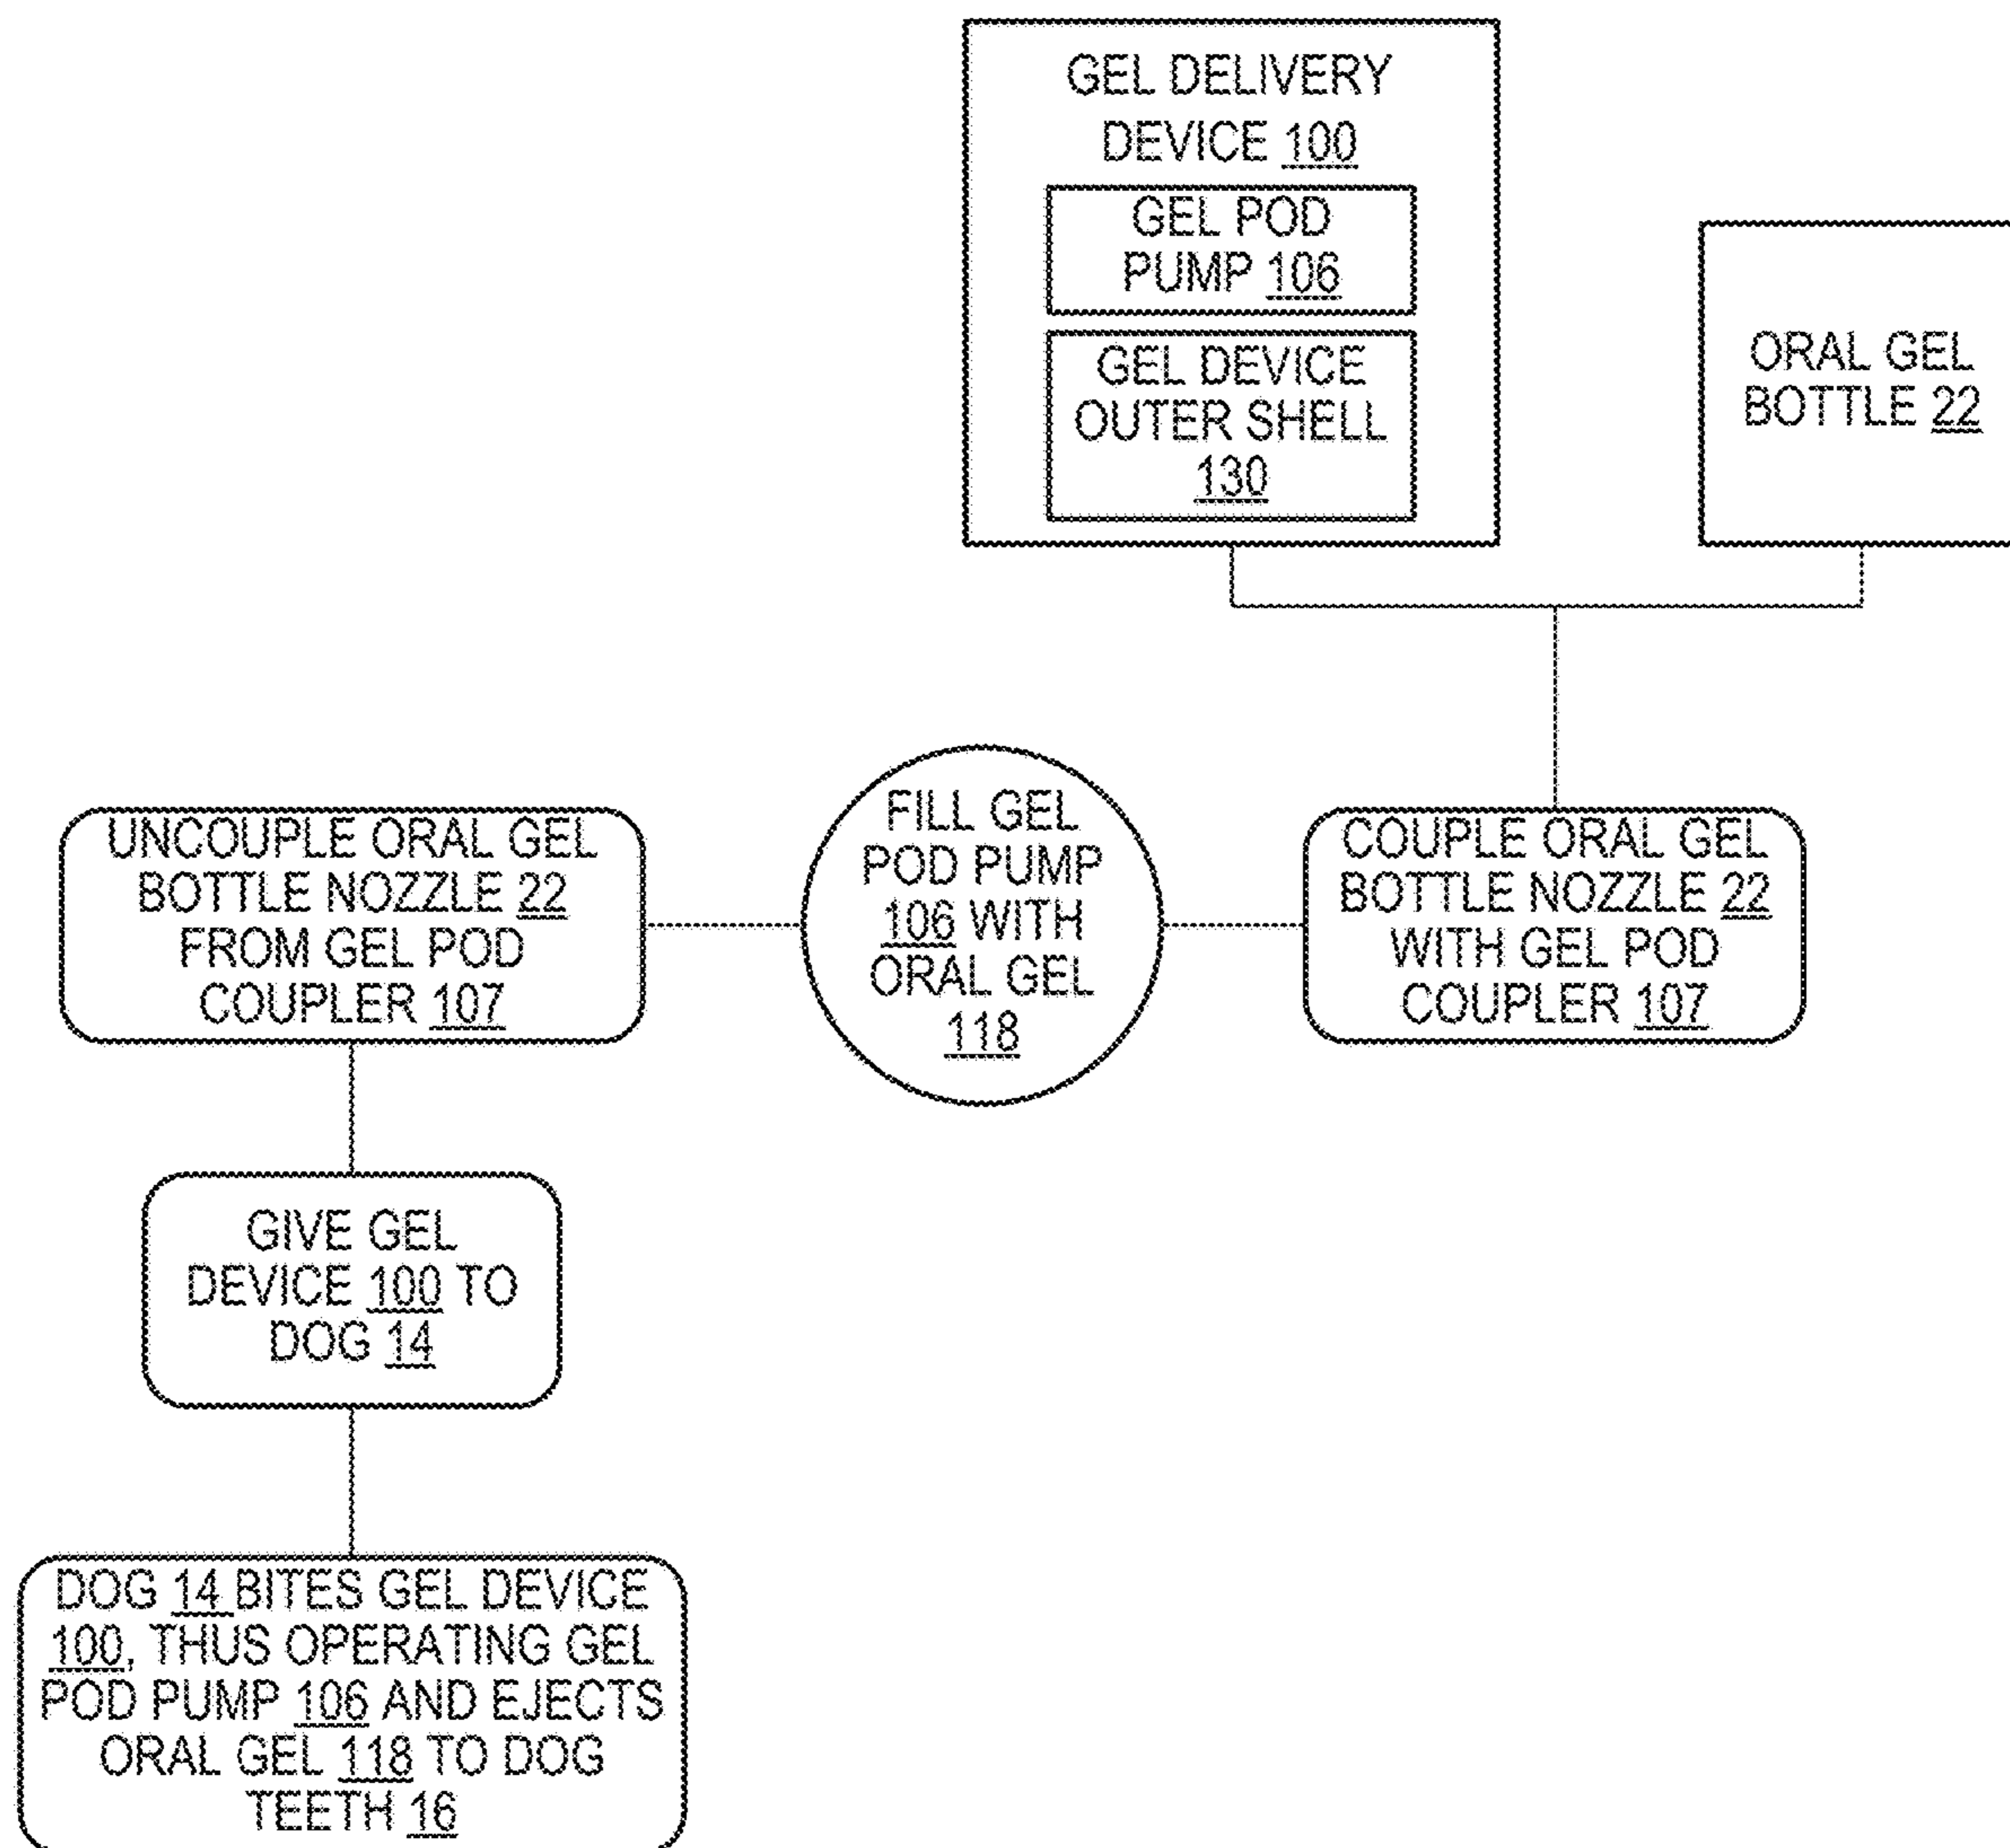 GEL DELIVERY
DEVICE 100
GEL POD
PUMP 106
GEL DEVICE
OUTER SHELL
130
ORAL GEL
BOTTLE 22
COUPLE ORAL GEL
BOTTLE NOZZLE 22
WITH GEL POD
COUPLER 107
FILL GEL
POD PUMP
106 WITH
ORAL GEL
118
UNCOUPLE ORAL GEL
BOTTLE NOZZLE 22
FROM GEL POD
COUPLER 107
GIVE GEL
DEVICE 100 TO
DOG 14
DOG 14 BITES GEL DEVICE
100, THUS OPERATING GEL
POD PUMP 106 AND EJECTS
ORAL GEL 118 TO DOG
TEETH 16